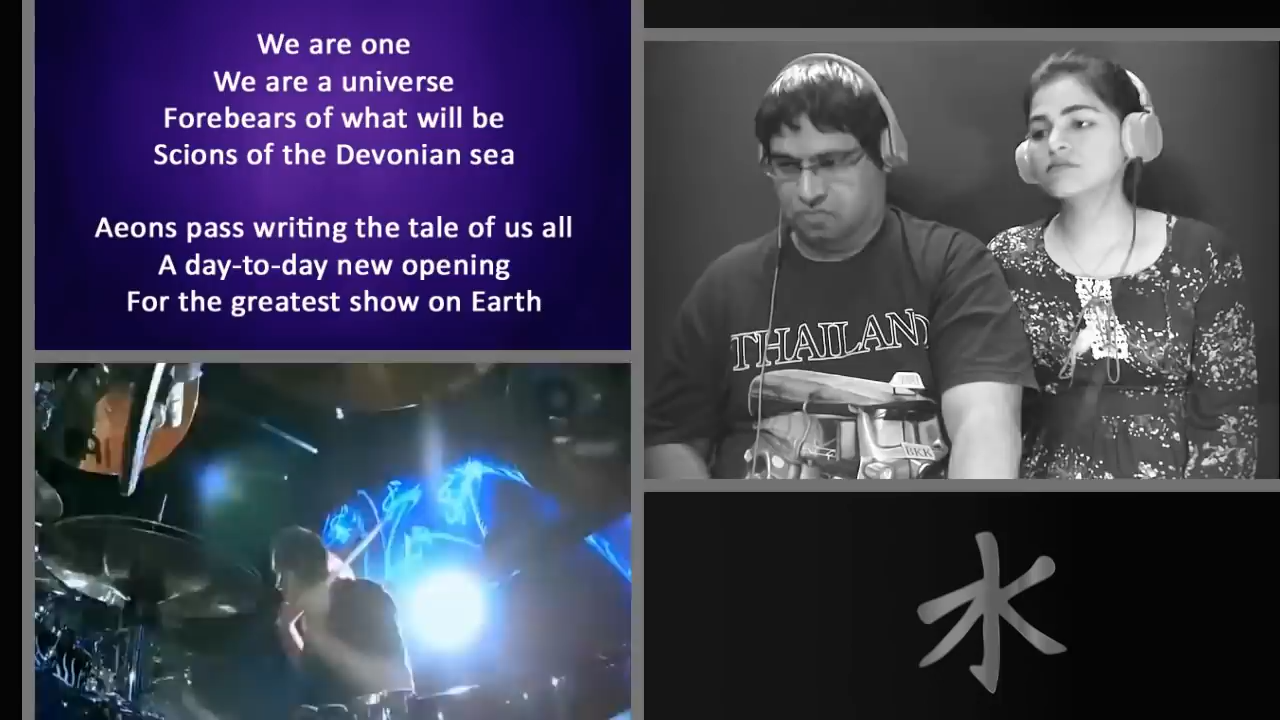 We are one
We are a universe
Forebears of what will be
Scions of the Devonian sea
Aeons pass writing the tale of us all
A day-to-day new opening
For the greatest show on Earth
THAILAND
BKK
水